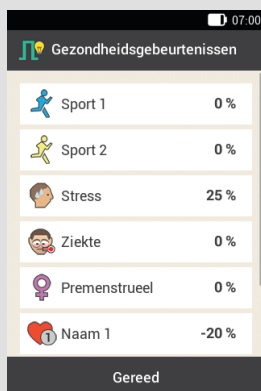 07:00
Gezondheidsgebeurtenissen
Sport 1 0 %
Sport 2 0 %
Stress 25 %
Ziekte 0 %
Premenstrueel 0 %
1
Naam 1 -20 %
Gereed